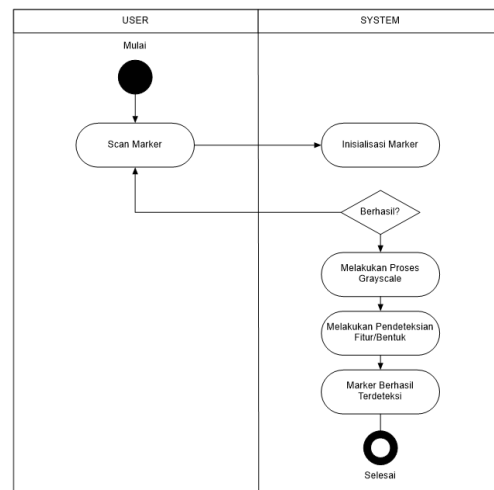 USER
SYSTEM
Mulai
Scan Marker
Inisialisasi Marker
Berhasil?
Melakukan Proses
Grayscale
Melakukan Pendeteksian
Fitur/Bentuk
Marker Berhasil
Terdeteksi
Selesai